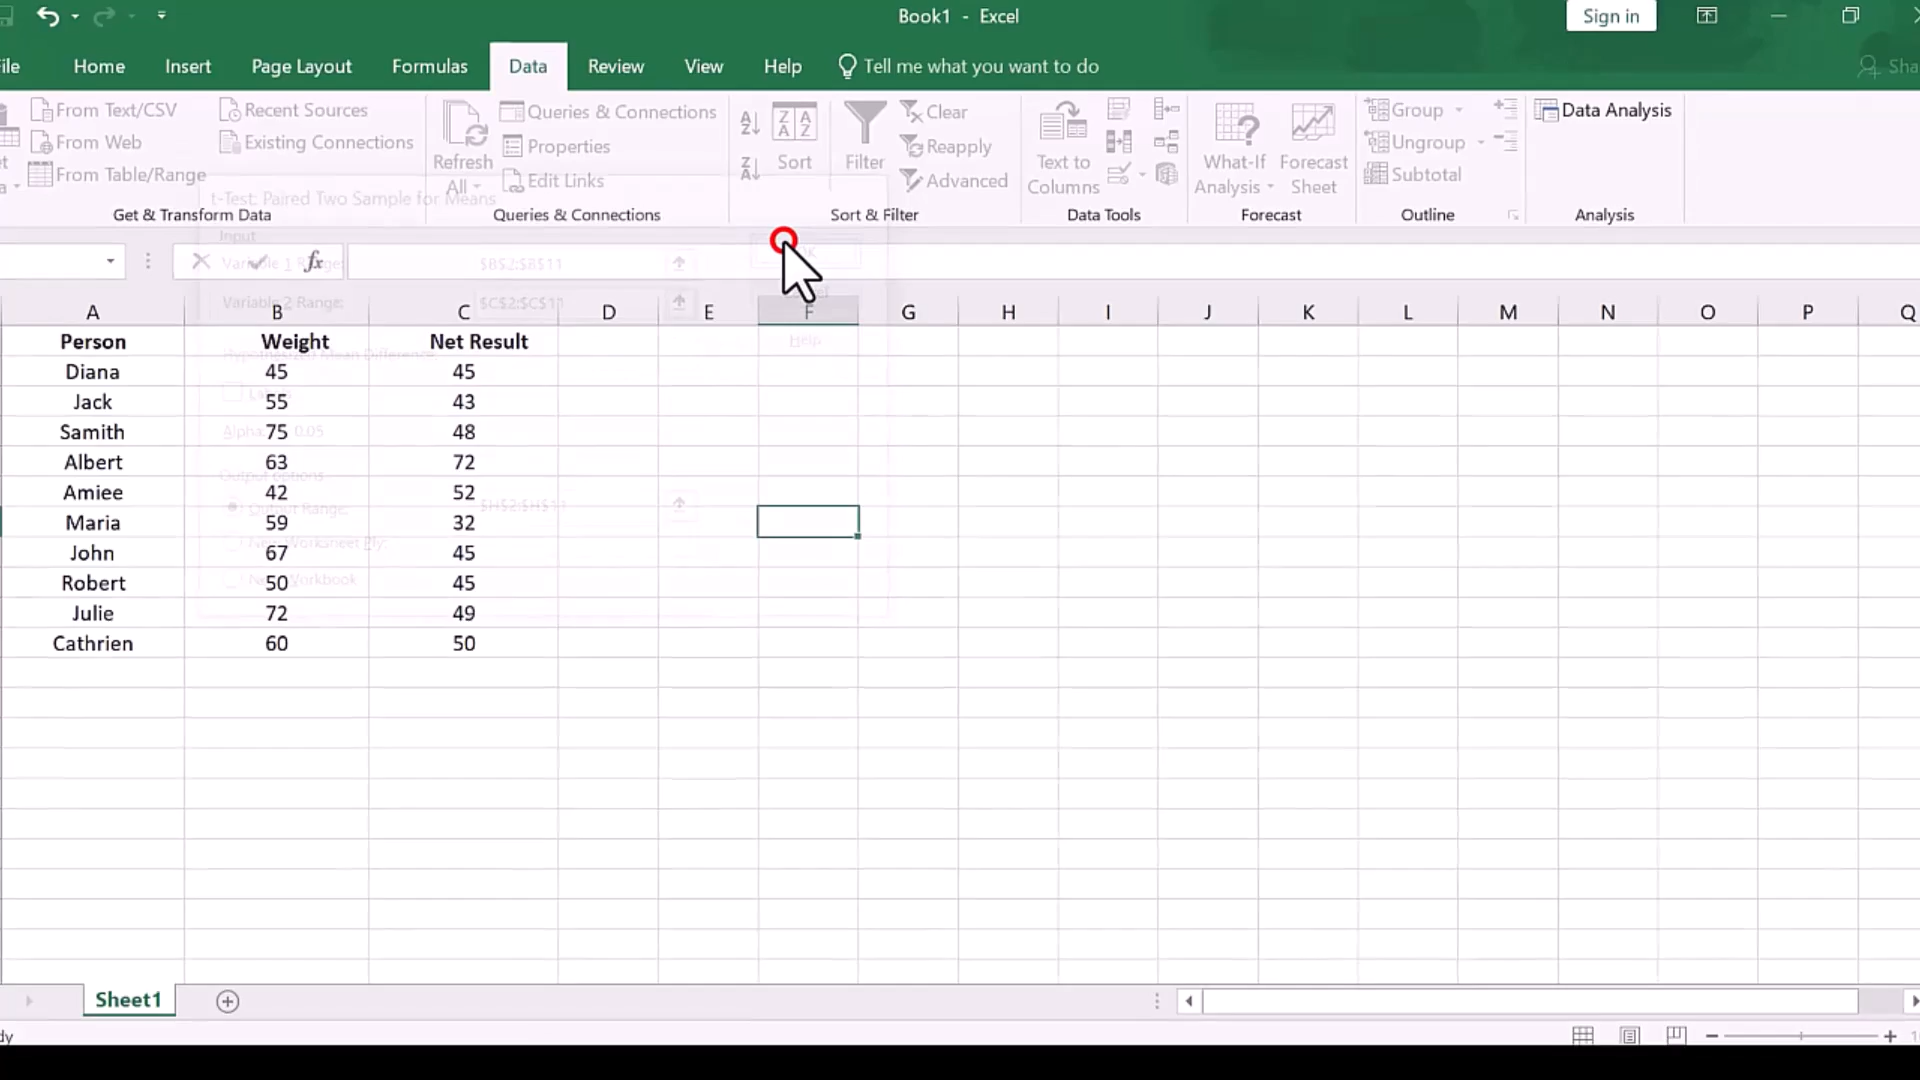 Book1 - Excel
Sign in
File Home Insert Page Layout Formulas Data Review View Help Tell me what you want to do
From Text/CSV Recent Sources Queries & Connections Clear Group Data Analysis
From Web Existing Connections Properties Reapply Ungroup
From Table/Range Refresh All Edit Links Sort Filter Advanced Text to Columns What-If Analysis Forecast Sheet Subtotal
Get & Transform Data Queries & Connections Sort & Filter Data Tools Forecast Outline Analysis
t-Test: Paired Two Sample for Means
Input
Variable 1 Range: $B$2:$B$11
fx
Variable 2 Range: $C$2:$C$11
Help
Hypothesized Mean Difference:
Labels
Alpha: 0.05
Output options
Output Range: $H$2:$H$11
New Worksheet Ply:
New Workbook
A B C D E F G H I J K L M N O P Q
Person Weight Net Result
Diana 45 45
Jack 55 43
Samith 75 48
Albert 63 72
Amiee 42 52
Maria 59 32
John 67 45
Robert 50 45
Julie 72 49
Cathrien 60 50
Sheet1